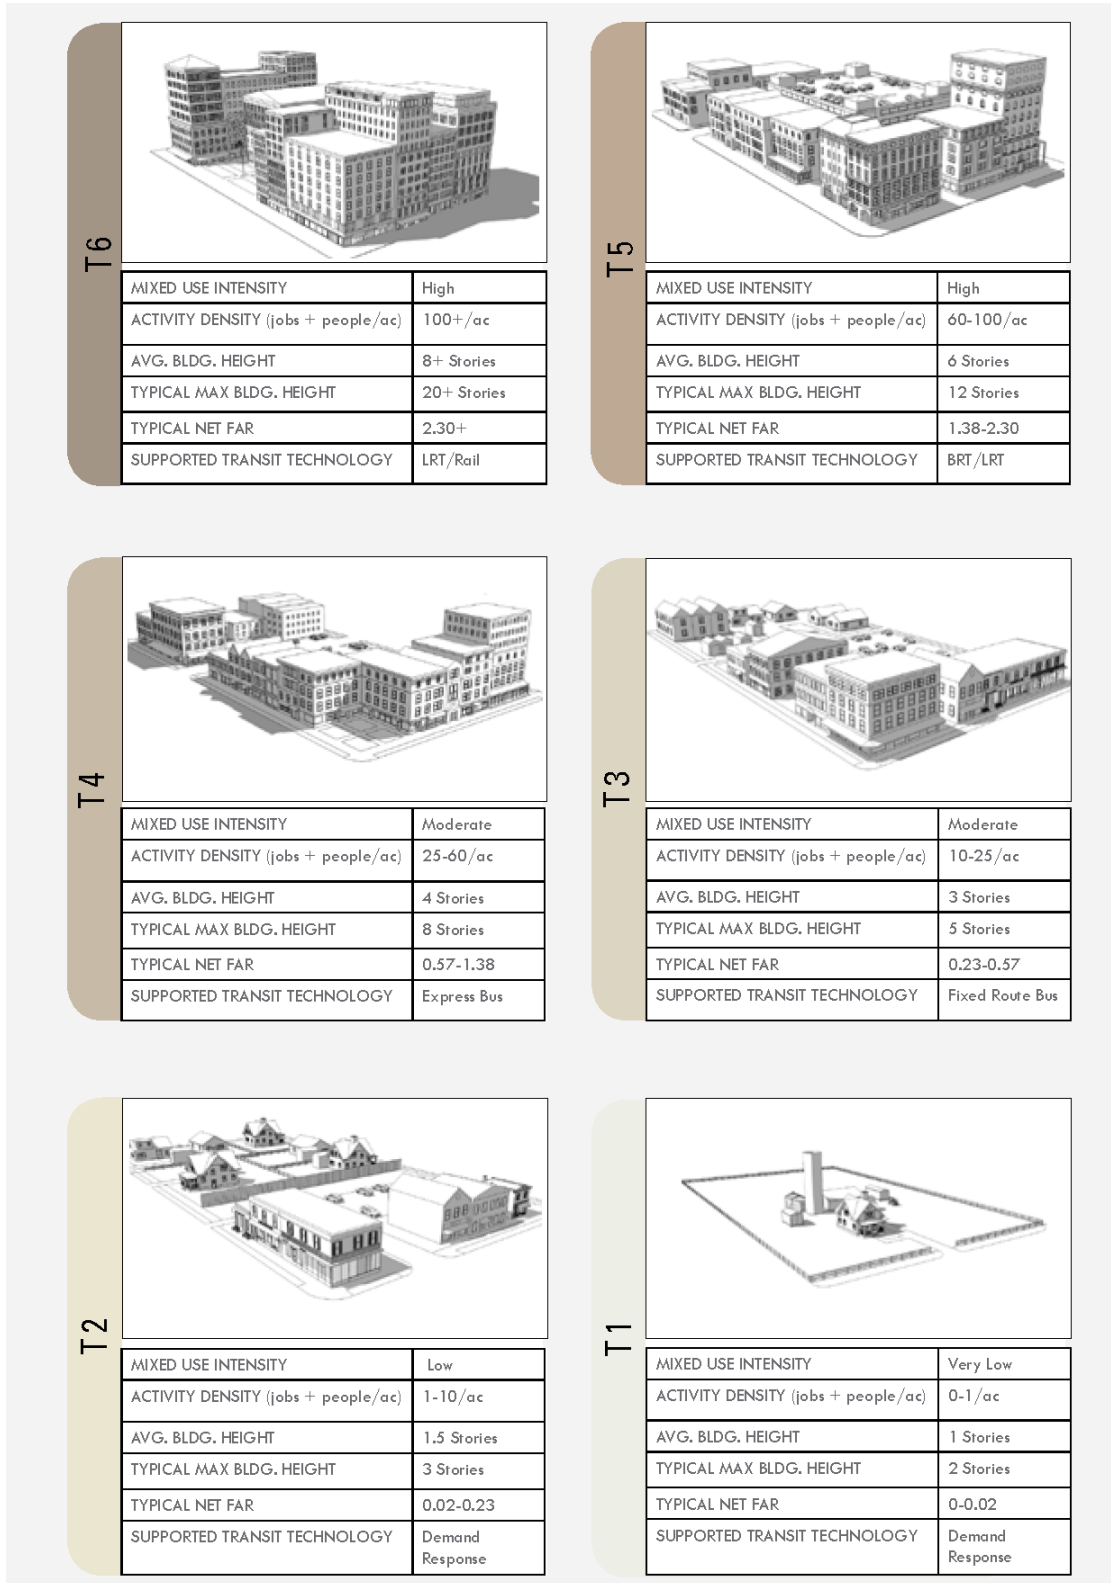 T6
MIXED USE INTENSITY High
ACTIVITY DENSITY (jobs + people/ac) 100+/ac
AVG. BLDG. HEIGHT 8+ Stories
TYPICAL MAX BLDG. HEIGHT 20+ Stories
TYPICAL NET FAR 2.30+
SUPPORTED TRANSIT TECHNOLOGY LRT/Rail
T5
MIXED USE INTENSITY High
ACTIVITY DENSITY (jobs + people/ac) 60-100/ac
AVG. BLDG. HEIGHT 6 Stories
TYPICAL MAX BLDG. HEIGHT 12 Stories
TYPICAL NET FAR 1.38-2.30
SUPPORTED TRANSIT TECHNOLOGY BRT/LRT
T4
MIXED USE INTENSITY Moderate
ACTIVITY DENSITY (jobs + people/ac) 25-60/ac
AVG. BLDG. HEIGHT 4 Stories
TYPICAL MAX BLDG. HEIGHT 8 Stories
TYPICAL NET FAR 0.57-1.38
SUPPORTED TRANSIT TECHNOLOGY Express Bus
T3
MIXED USE INTENSITY Moderate
ACTIVITY DENSITY (jobs + people/ac) 10-25/ac
AVG. BLDG. HEIGHT 3 Stories
TYPICAL MAX BLDG. HEIGHT 5 Stories
TYPICAL NET FAR 0.23-0.57
SUPPORTED TRANSIT TECHNOLOGY Fixed Route Bus
T2
MIXED USE INTENSITY Low
ACTIVITY DENSITY (jobs + people/ac) 1-10/ac
AVG. BLDG. HEIGHT 1.5 Stories
TYPICAL MAX BLDG. HEIGHT 3 Stories
TYPICAL NET FAR 0.02-0.23
SUPPORTED TRANSIT TECHNOLOGY Demand
Response
T1
MIXED USE INTENSITY Very Low
ACTIVITY DENSITY (jobs + people/ac) 0-1/ac
AVG. BLDG. HEIGHT 1 Stories
TYPICAL MAX BLDG. HEIGHT 2 Stories
TYPICAL NET FAR 0-0.02
SUPPORTED TRANSIT TECHNOLOGY Demand
Response